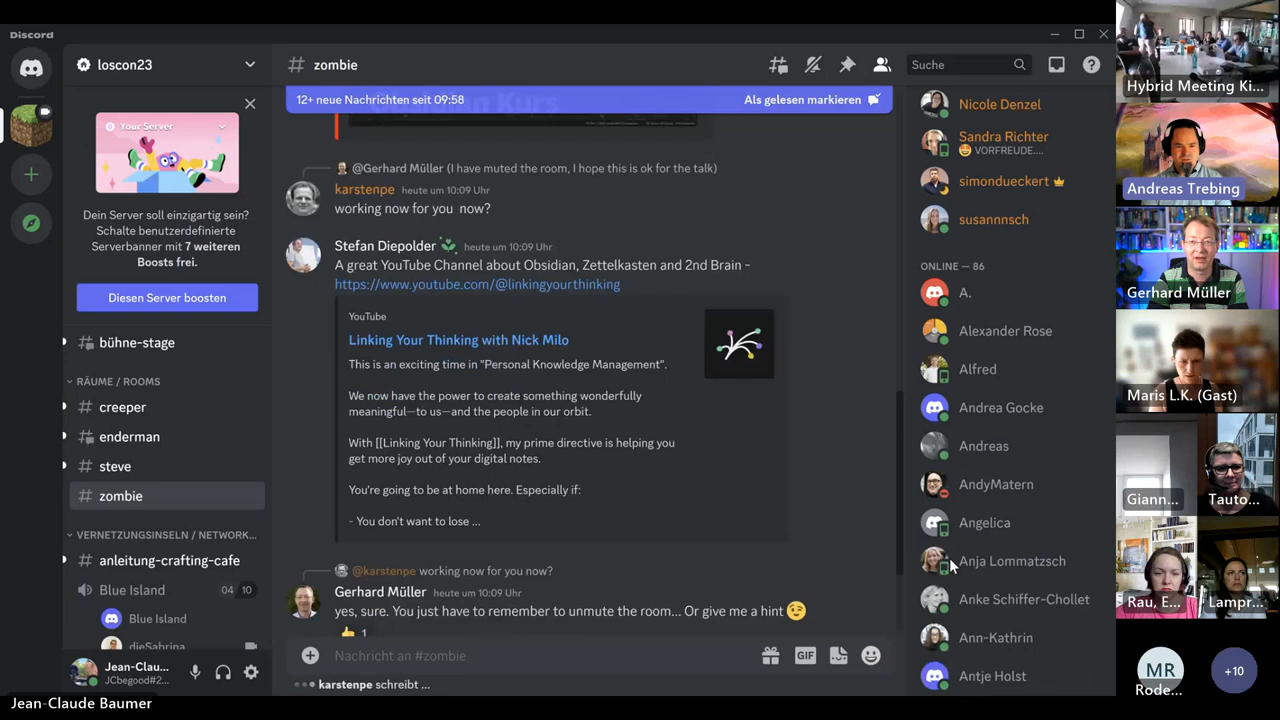 Discord
loscon23
Your Server
Dein Server soll einzigartig sein?
Schalte benutzerdefinierte
Serverbanner mit 7 weiteren
Boosts frei.
Diesen Server boosten
bühne-stage
RÄUME / ROOMS
creeper
enderman
steve
# zombie
VERNETZUNGSINSELN / NETWORK...
# anleitung-crafting-cafe
Blue Island 04 10
Blue Island
dieSabrina
Jean-Clau...
JCbegood#2...
# zombie
Suche
12+ neue Nachrichten seit 09:58
Als gelesen markieren
@Gerhard Müller (I have muted the room, I hope this is ok for the talk)
karstenpe heute um 10:09 Uhr
working now for you now?
Stefan Diepolder heute um 10:09 Uhr
A great YouTube Channel about Obsidian, Zettelkasten and 2nd Brain -
https://www.youtube.com/@linkingyourthinking
YouTube
Linking Your Thinking with Nick Milo
This is an exciting time in "Personal Knowledge Management".
We now have the power to create something wonderfully
meaningful—to us—and the people in our orbit.
With [[Linking Your Thinking]], my prime directive is helping you
get more joy out of your digital notes.
You're going to be at home here. Especially if:
- You don't want to lose ...
@karstenpe working now for you now?
Gerhard Müller heute um 10:09 Uhr
yes, sure. You just have to remember to unmute the room... Or give me a hint 😉
👍 1
Nachricht an #zombie
GIF
karstenpe schreibt ...
Nicole Denzel
Sandra Richter
🤩 VORFREUDE....
simondueckert
susannnsch
ONLINE — 86
A.
Alexander Rose
Alfred
Andrea Gocke
Andreas
AndyMatern
Angelica
Anja Lommatzsch
Anke Schiffer-Chollet
Ann-Kathrin
Antje Holst
Hybrid Meeting Ki...
Andreas Trebing
Gerhard Müller
Maris L.K. (Gast)
Giann...
Tauto...
Rau, E...
Lampr...
MR
Rode...
+10
Jean-Claude Baumer